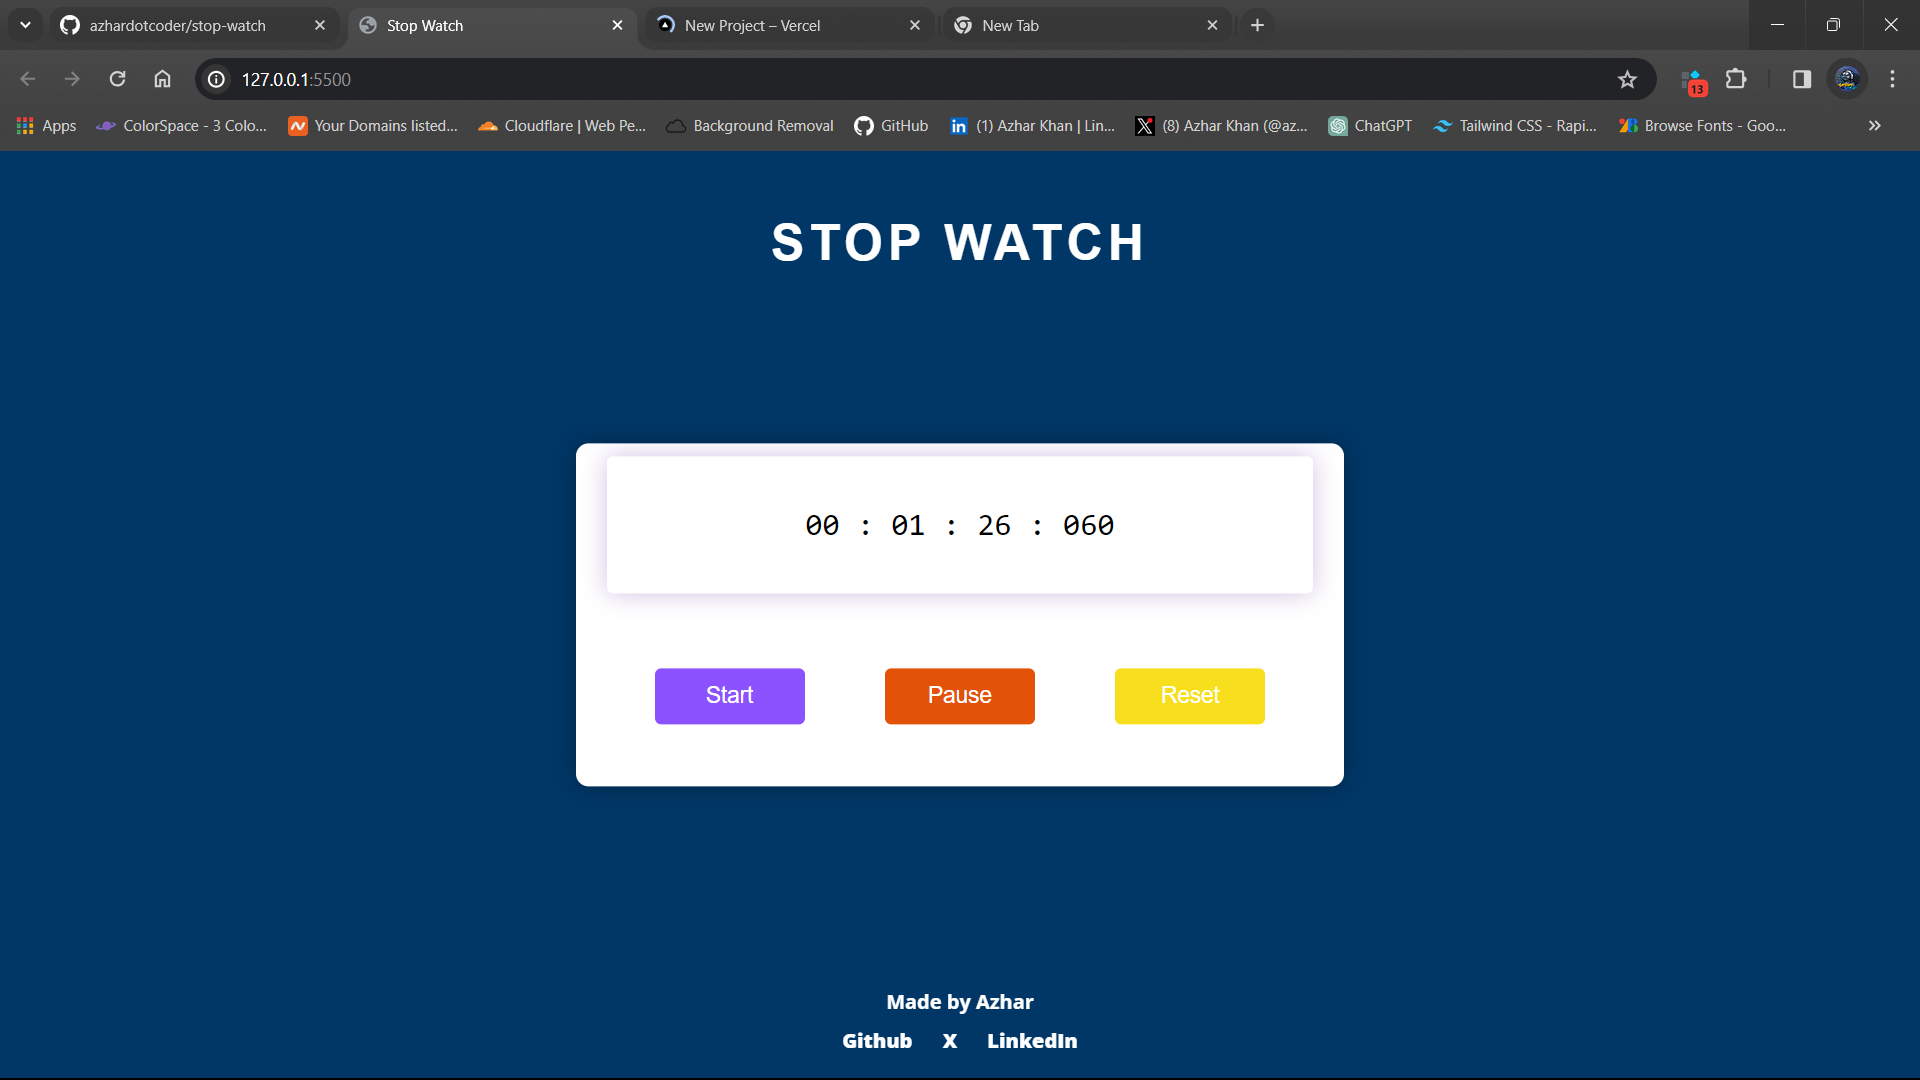 azhardotcoder/stop-watch
Stop Watch
New Project – Vercel
New Tab
127.0.0.1:5500
13
Apps
ColorSpace - 3 Colo...
Your Domains listed...
Cloudflare | Web Pe...
Background Removal
GitHub
(1) Azhar Khan | Lin...
(8) Azhar Khan (@az...
ChatGPT
Tailwind CSS - Rapi...
Browse Fonts - Goo...
STOP WATCH
00 : 01 : 26 : 060
Start
Pause
Reset
Made by Azhar
Github X LinkedIn